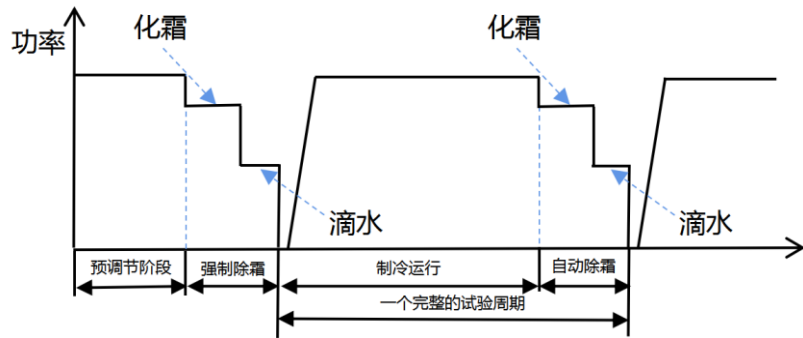 功率
化霜
化霜
滴水
滴水
预调节阶段
强制除霜
制冷运行
自动除霜
一个完整的试验周期